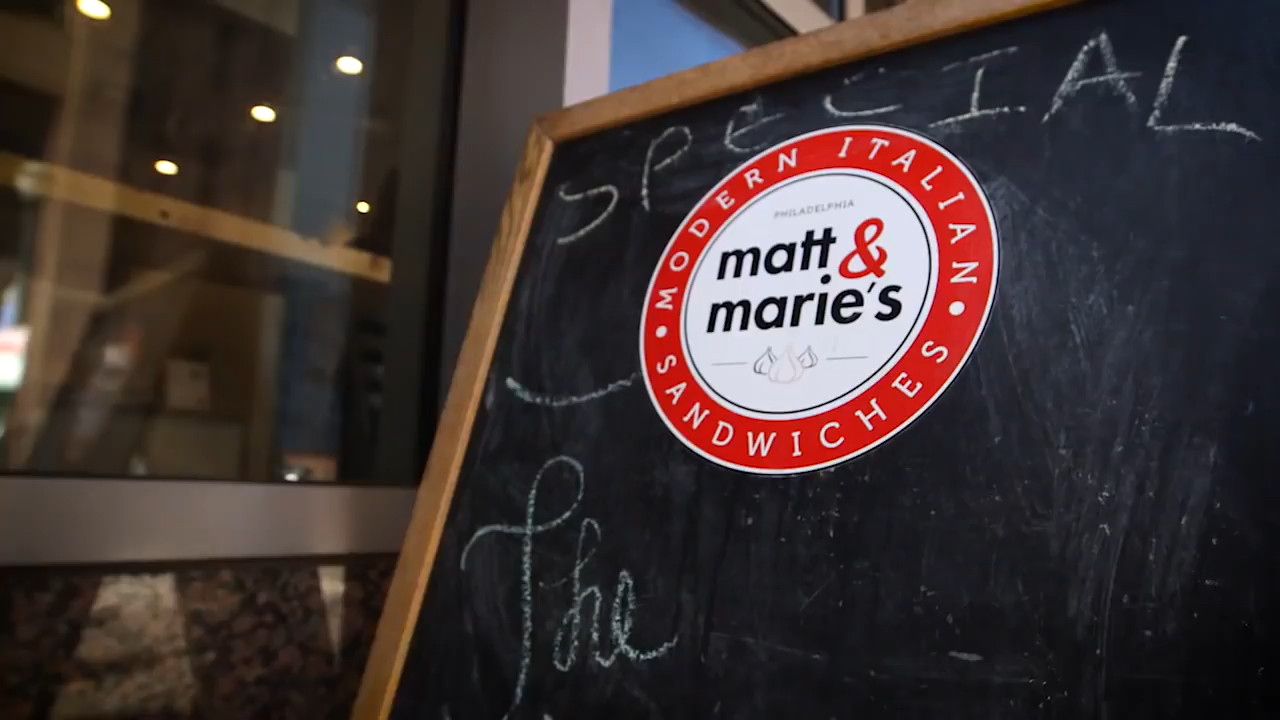 SPECIAL
MODERN ITALIAN
PHILADELPHIA
matt &
marie's
• SANDWICHES •
The